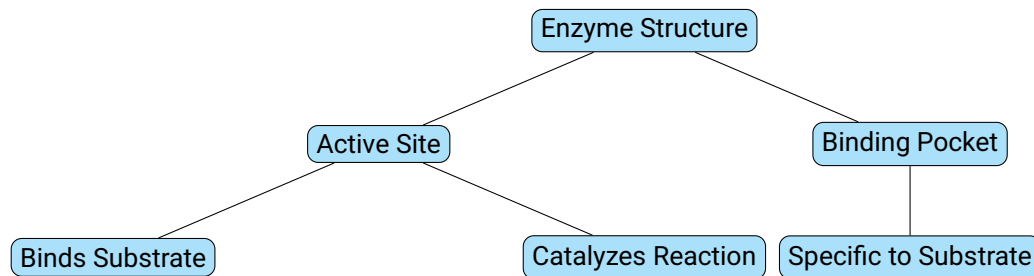 Enzyme Structure
Active Site
Binding Pocket
Binds Substrate
Catalyzes Reaction
Specific to Substrate